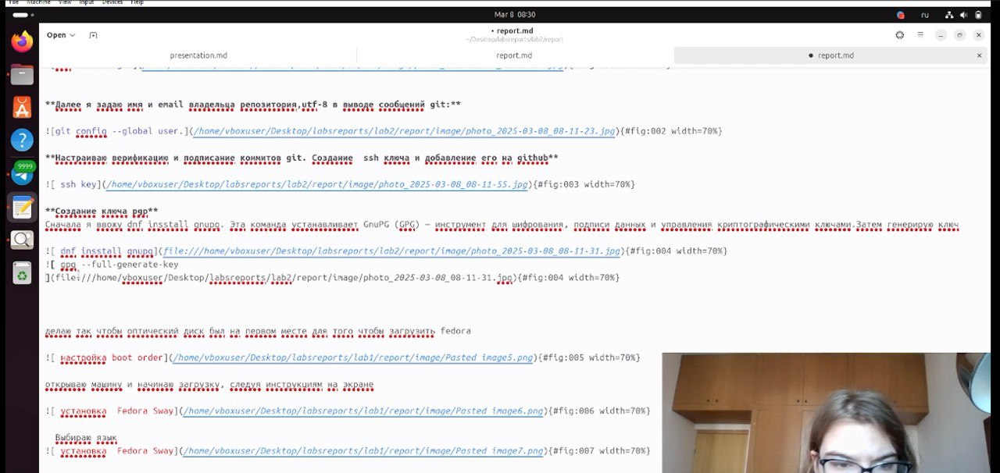 File Machine View Input Devices Help
Mar 8 08:30
ru
Open
• report.md
~/Desktop/labsreports/lab2/report
presentation.md
report.md
● report.md
**Далее я задаю имя и email владельца репозитория,utf-8 в выводе сообщений git:**
![git config --global user.](/home/vboxuser/Desktop/labsreports/lab2/report/image/photo_2025-03-08_08-11-23.jpg){#fig:002 width=70%}
**Настраиваю верификацию и подписание коммитов git. Создание  ssh ключа и добавление его на github**
![ ssh key](/home/vboxuser/Desktop/labsreports/lab2/report/image/photo_2025-03-08_08-11-55.jpg){#fig:003 width=70%}
**Создание ключа pgp**
Сначала я ввожу dnf insstall gnupg. Эта команда устанавливает GnuPG (GPG) — инструмент для шифрования, подписи данных и управления криптографическими ключами.Затем генерирую ключ
![ dnf insstall gnupg](file:///home/vboxuser/Desktop/labsreports/lab2/report/image/photo_2025-03-08_08-11-31.jpg){#fig:004 width=70%}
![ gpg --full-generate-key
](file:///home/vboxuser/Desktop/labsreports/lab2/report/image/photo_2025-03-08_08-11-31.jpg){#fig:004 width=70%}
9999
делаю так чтобы оптический диск был на первом месте для того чтобы загрузить fedora
![ настройка boot order](/home/vboxuser/Desktop/labsreports/lab1/report/image/Pasted image5.png){#fig:005 width=70%}
открываю машину и начинаю загрузку, следуя инструкциям на экране
![ установка  Fedora Sway](/home/vboxuser/Desktop/labsreports/lab1/report/image/Pasted image6.png){#fig:006 width=70%}
Выбираю язык
![ установка  Fedora Sway](/home/vboxuser/Desktop/labsreports/lab1/report/image/Pasted image7.png){#fig:007 width=70%}